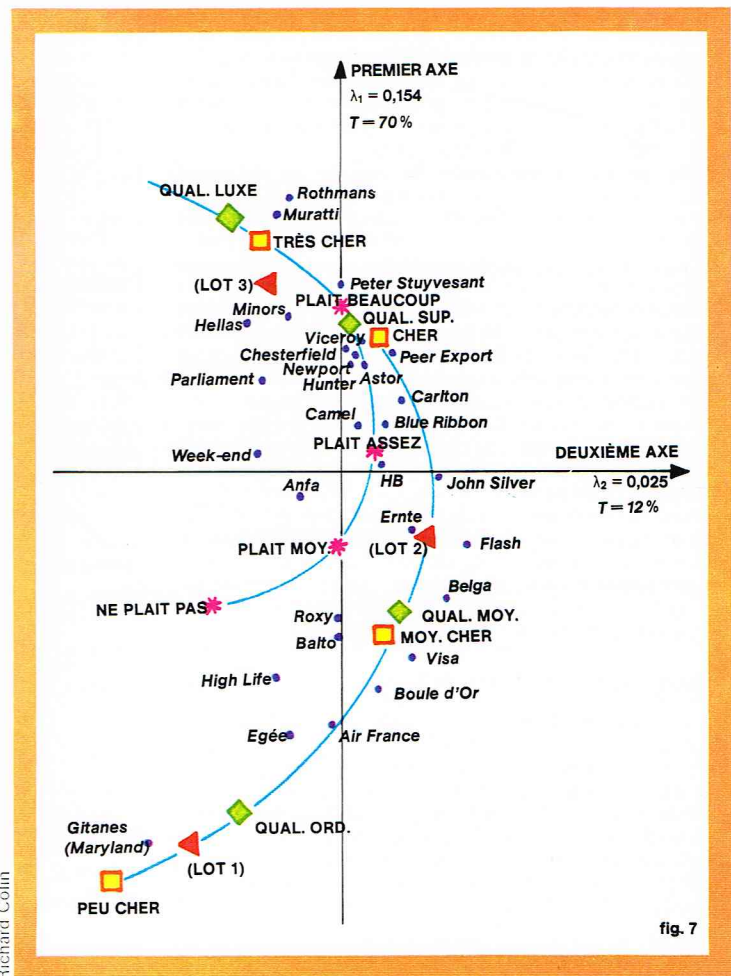 PREMIER AXE
λ₁ = 0,154
T = 70 %
QUAL. LUXE
Rothmans
Muratti
TRÈS CHER
(LOT 3)
Peter Stuyvesant
PLAIT BEAUCOUP
Minors
QUAL. SUP.
Hellas
Viceroy
CHER
Chesterfield
Peer Export
Newport
Parliament
Hunter
Astor
Carlton
Camel
Blue Ribbon
PLAIT ASSEZ
Week-end
DEUXIÈME AXE
HB
John Silver
λ₂ = 0,025
Anfa
T = 12 %
Ernte
PLAIT MOY.
(LOT 2)
Flash
Belga
NE PLAIT PAS
Roxy
QUAL. MOY.
Balto
MOY. CHER
Visa
High Life
Boule d'Or
Egée
Air France
Gitanes
(Maryland)
QUAL. ORD.
(LOT 1)
PEU CHER
fig. 7
Richard Colin